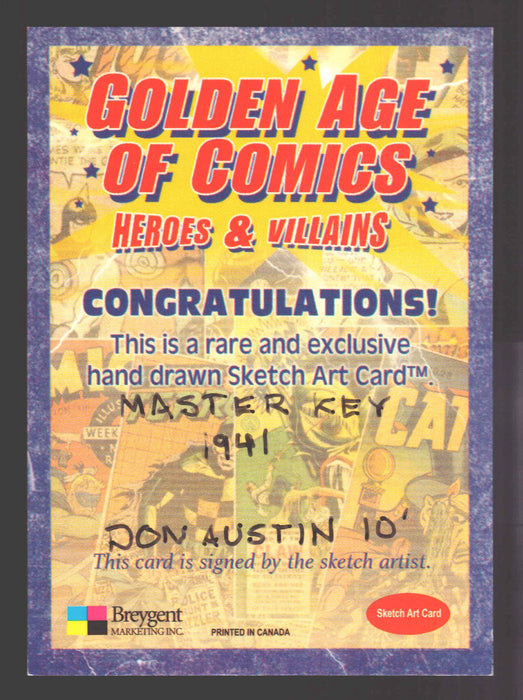 GOLDEN AGE
OF COMICS
HEROES & VILLAINS
CONGRATULATIONS!
This is a rare and exclusive
hand drawn Sketch Art Card™.
MASTER KEY
1941
WEEK
CAT
DON AUSTIN 10'
This card is signed by the sketch artist.
Breygent
MARKETING INC.
PRINTED IN CANADA
Sketch Art Card